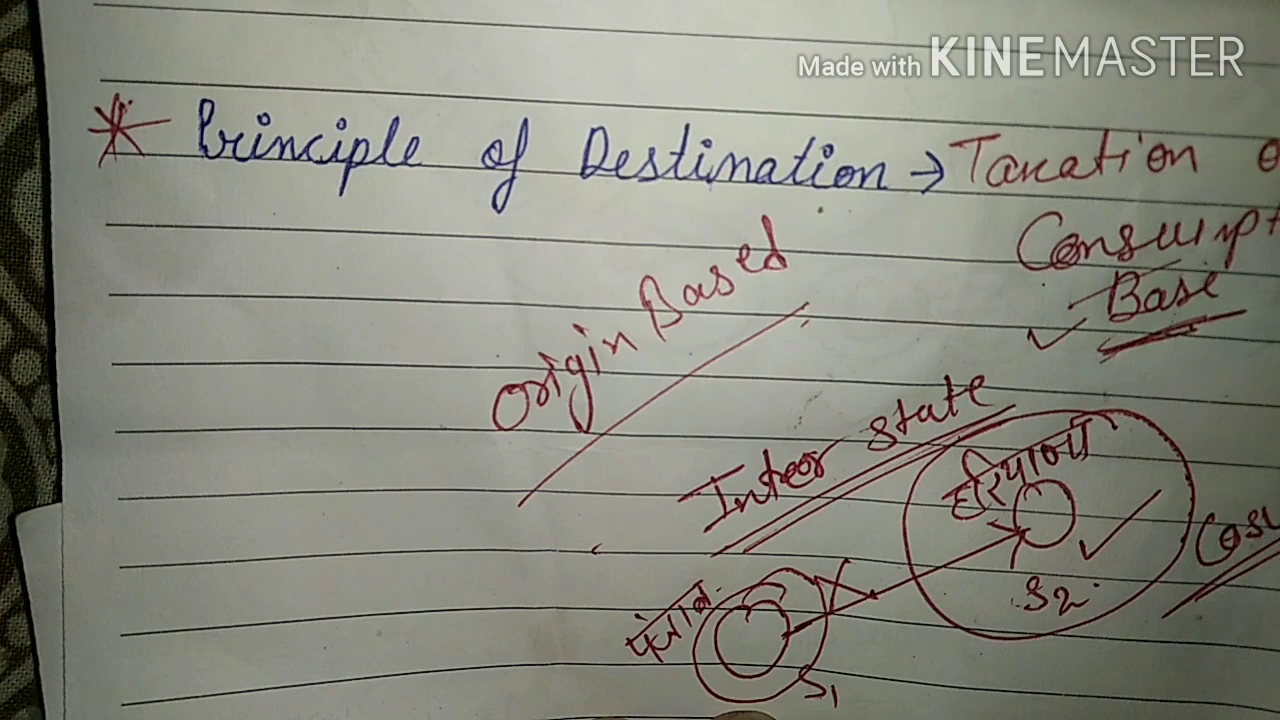 Made with KINEMASTER
* Principle of Destination → Taxation
Consumpt
Base
Origin Based
Inter state
हरियाणा
S2
पंजाब
S1